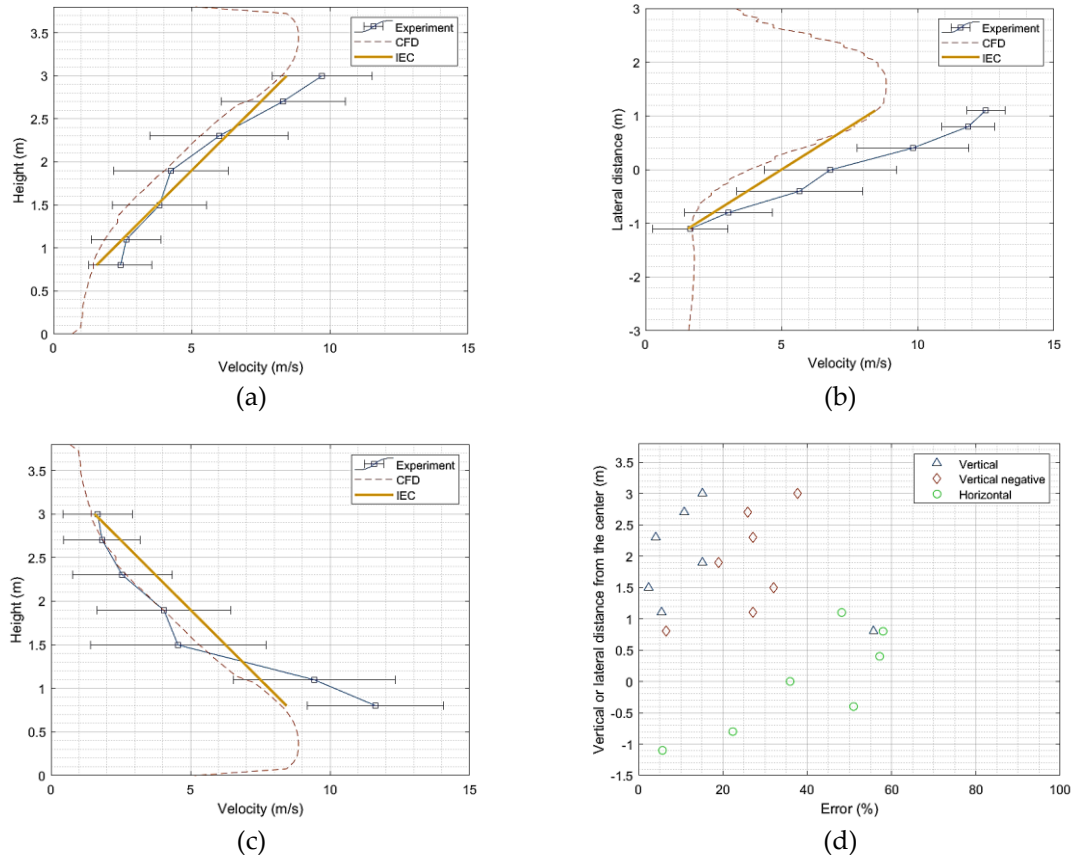 3.5
3
2.5
2
1.5
1
0.5
0
Height (m)
0 5 10 15
Velocity (m/s)
Experiment
CFD
IEC
(a)
3
2
1
0
-1
-2
-3
Lateral distance (m)
0 5 10 15
Velocity (m/s)
Experiment
CFD
IEC
(b)
3.5
3
2.5
2
1.5
1
0.5
0
Height (m)
0 5 10 15
Velocity (m/s)
Experiment
CFD
IEC
(c)
3.5
3
2.5
2
1.5
1
0.5
0
-0.5
-1
-1.5
Vertical or lateral distance from the center (m)
0 20 40 60 80 100
Error (%)
Vertical
Vertical negative
Horizontal
(d)